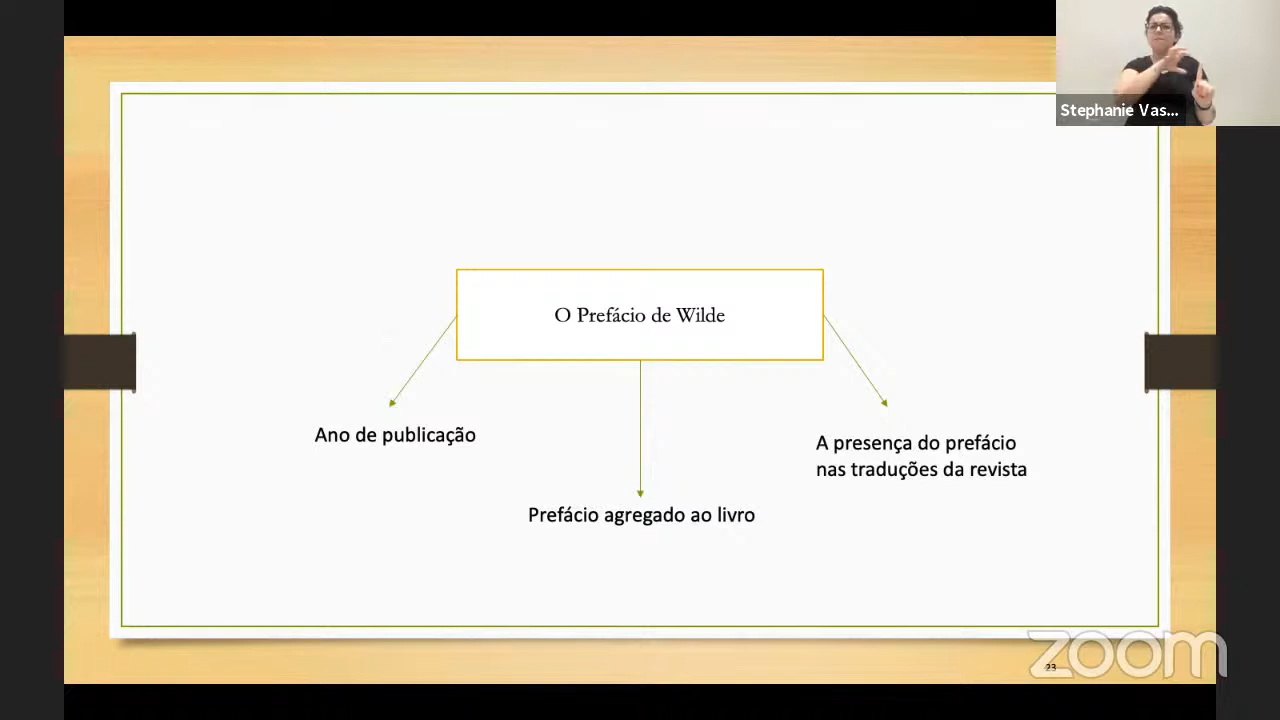 Stephanie Vas...
O Prefácio de Wilde
Ano de publicação
A presença do prefácio
nas traduções da revista
Prefácio agregado ao livro
23
zoom